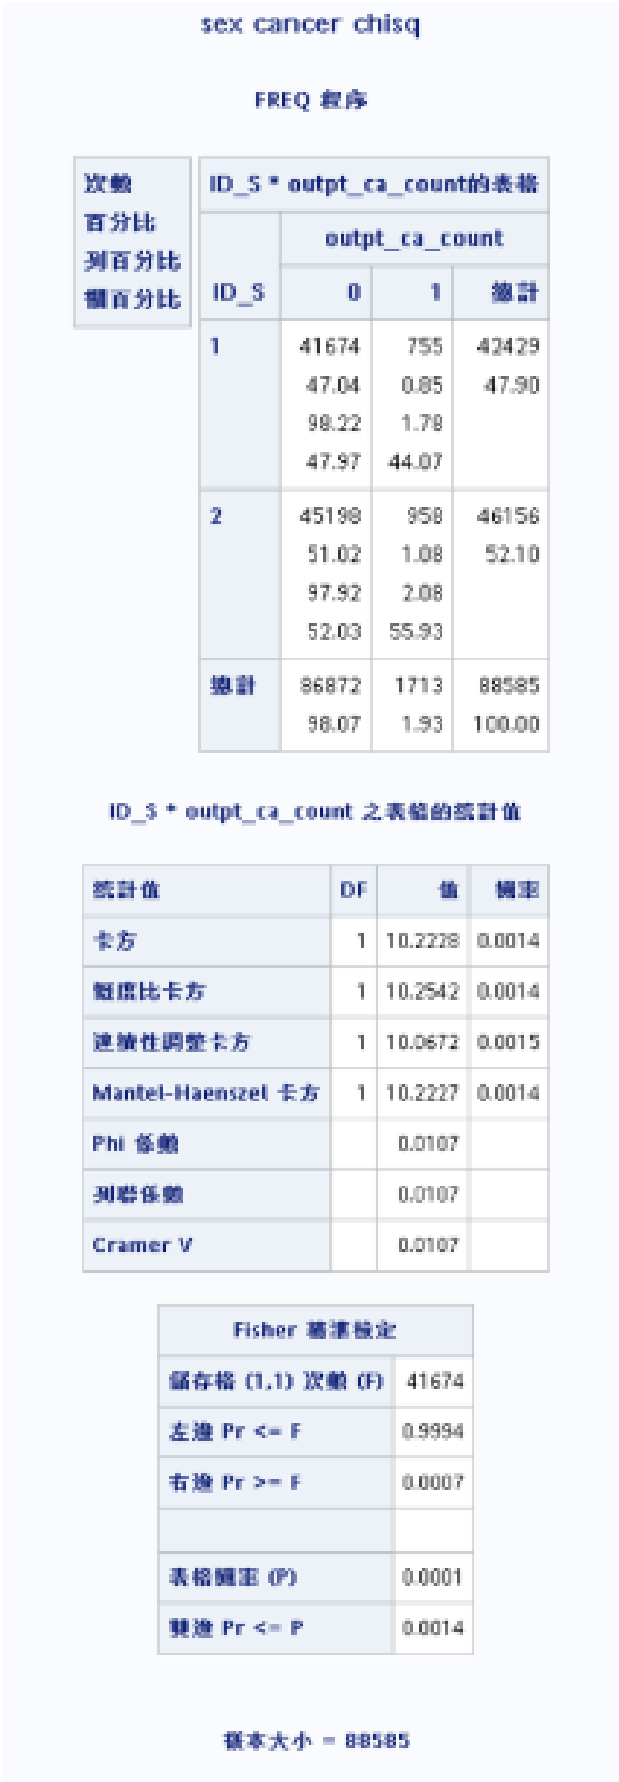 sex cancer chisq
FREQ 程序
次數
百分比
列百分比
欄百分比
ID_S * outpt_ca_count的表格
outpt_ca_count
ID_S 0 1 總計
1 41674 755 42429
47.04 0.85 47.90
98.22 1.78
47.97 44.07
2 45198 958 46156
51.02 1.08 52.10
97.92 2.08
52.03 55.93
總計 86872 1713 88585
98.07 1.93 100.00
ID_S * outpt_ca_count 之表格的統計值
統計值 DF 值 機率
卡方 1 10.2228 0.0014
概度比卡方 1 10.2542 0.0014
連續性調整卡方 1 10.0672 0.0015
Mantel-Haenszel 卡方 1 10.2227 0.0014
Phi 係數 0.0107
列聯係數 0.0107
Cramer V 0.0107
Fisher 精準檢定
儲存格 (1,1) 次數 (F) 41674
左邊 Pr <= F 0.9994
右邊 Pr >= F 0.0007
表格機率 (P) 0.0001
雙邊 Pr <= P 0.0014
樣本大小 = 88585